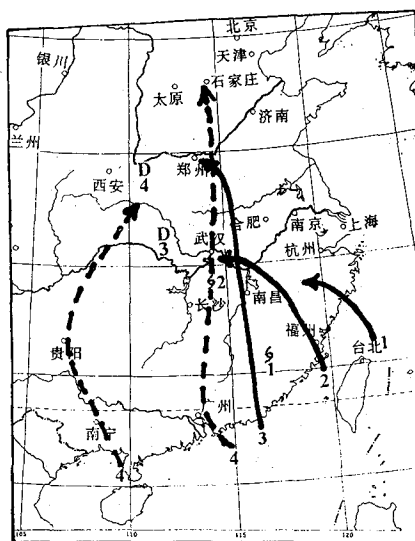 北京
天津
银川
石家庄
太原
济南
兰州
D
4
郑州
西安
D
3
合肥
南京
上海
武汉
杭州
2
长沙
南昌
贵阳
福州
台北
1
1
2
南宁
州
3
4
4
105
110
115
120